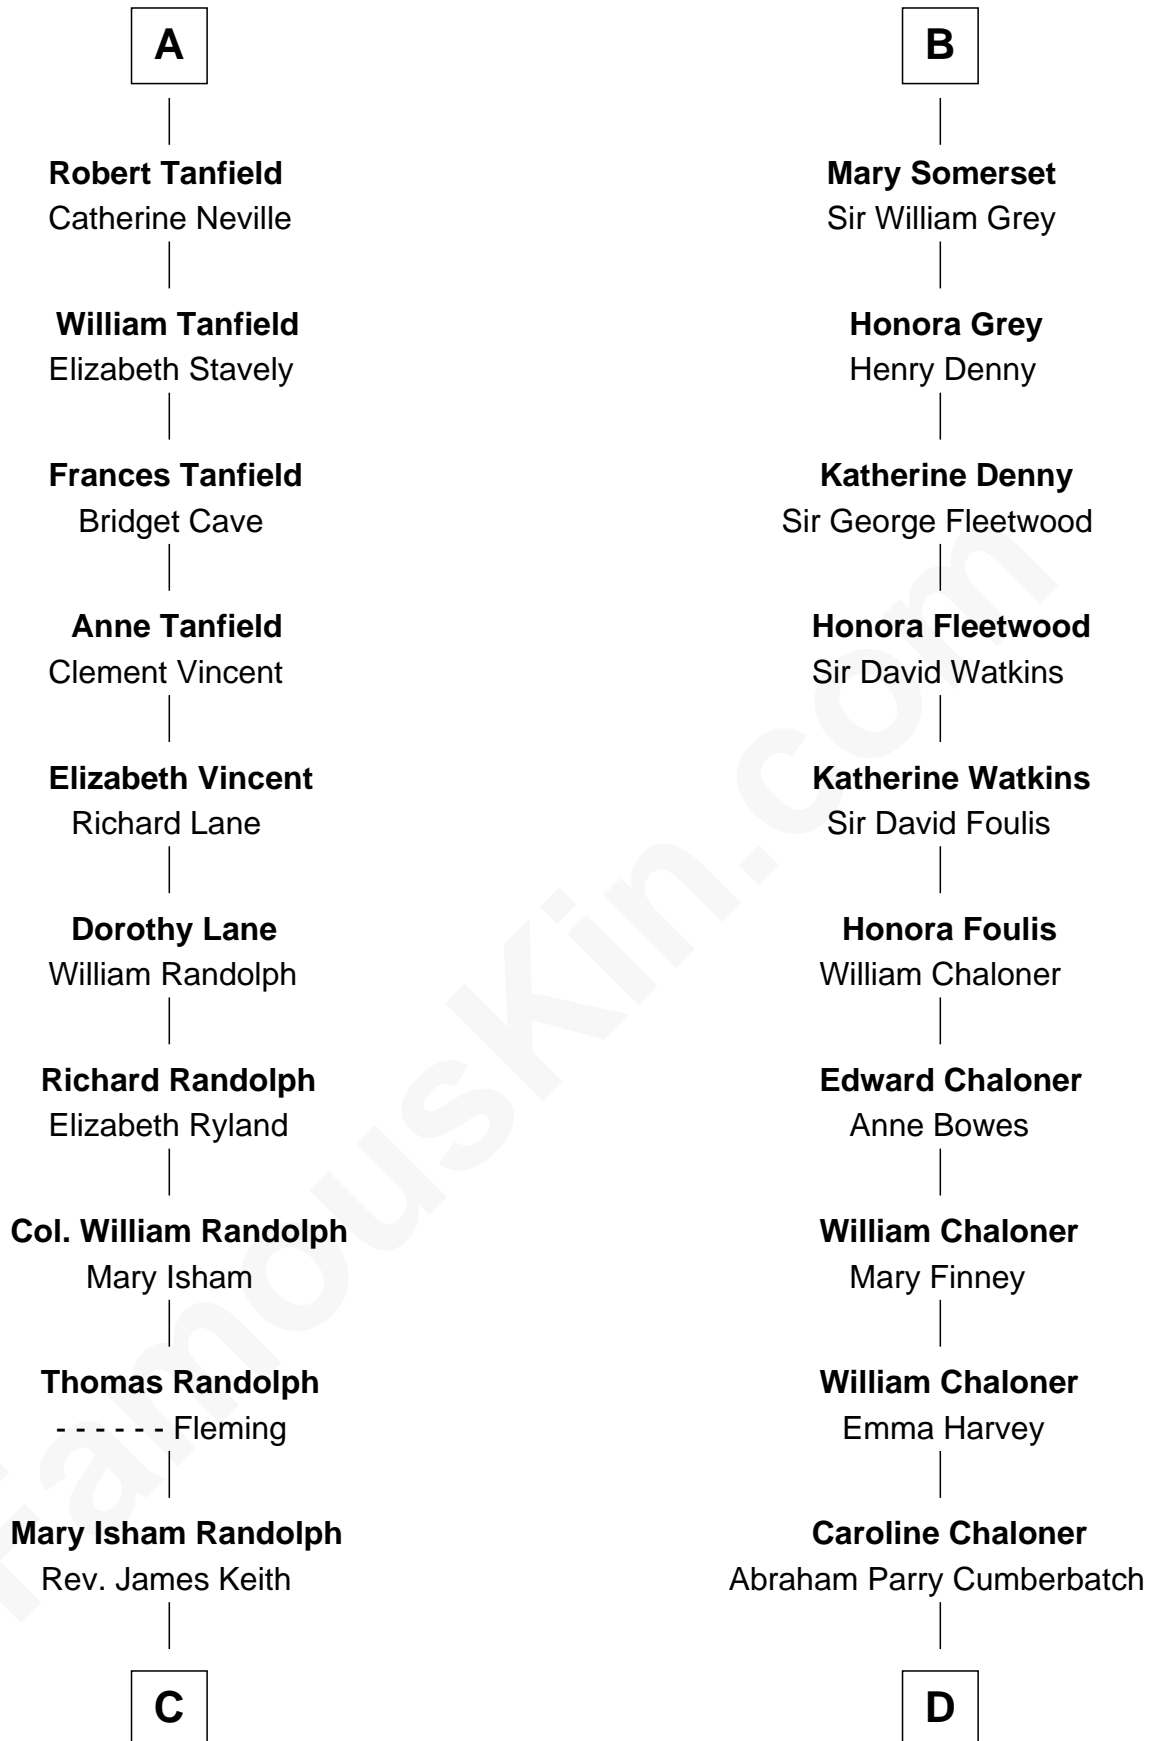 A
Robert Tanfield
Catherine Neville
William Tanfield
Elizabeth Stavely
Frances Tanfield
Bridget Cave
Anne Tanfield
Clement Vincent
Elizabeth Vincent
Richard Lane
Dorothy Lane
William Randolph
Richard Randolph
Elizabeth Ryland
Col. William Randolph
Mary Isham
Thomas Randolph
- - - - - - Fleming
Mary Isham Randolph
Rev. James Keith
C
B
Mary Somerset
Sir William Grey
Honora Grey
Henry Denny
Katherine Denny
Sir George Fleetwood
Honora Fleetwood
Sir David Watkins
Katherine Watkins
Sir David Foulis
Honora Foulis
William Chaloner
Edward Chaloner
Anne Bowes
William Chaloner
Mary Finney
William Chaloner
Emma Harvey
Caroline Chaloner
Abraham Parry Cumberbatch
D
FamousKin.com